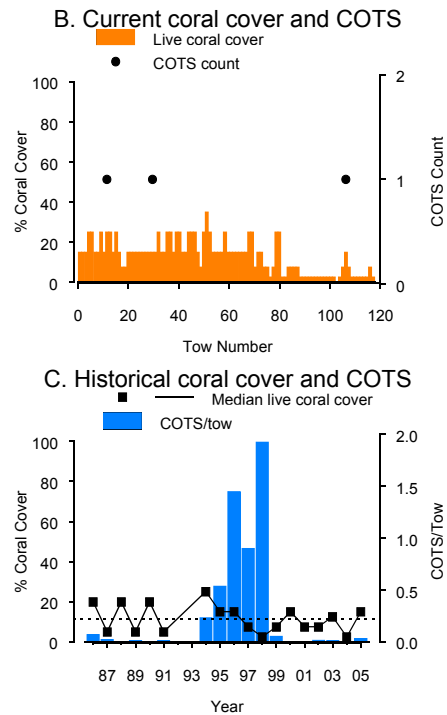 B. Current coral cover and COTS
Live coral cover
COTS count
100
80
60
40
20
0
% Coral Cover
2
1
0
COTS Count
0 20 40 60 80 100 120
Tow Number
C. Historical coral cover and COTS
Median live coral cover
COTS/tow
100
80
60
40
20
0
% Coral Cover
2.0
1.5
1.0
0.5
0.0
COTS/Tow
87 89 91 93 95 97 99 01 03 05
Year